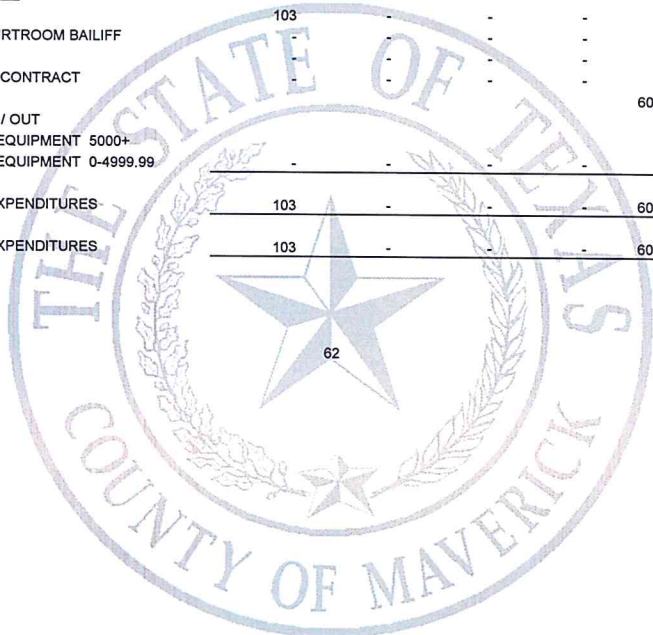 103 - - -
RTROOM BAILIFF - - - -
- - - -
CONTRACT - - - -
60
/ OUT
EQUIPMENT 5000+
EQUIPMENT 0-4999.99 - - - -
XPENDITURES 103 - - - 60
XPENDITURES 103 - - - 60
62
THE STATE OF TEXAS
COUNTY OF MAVERICK